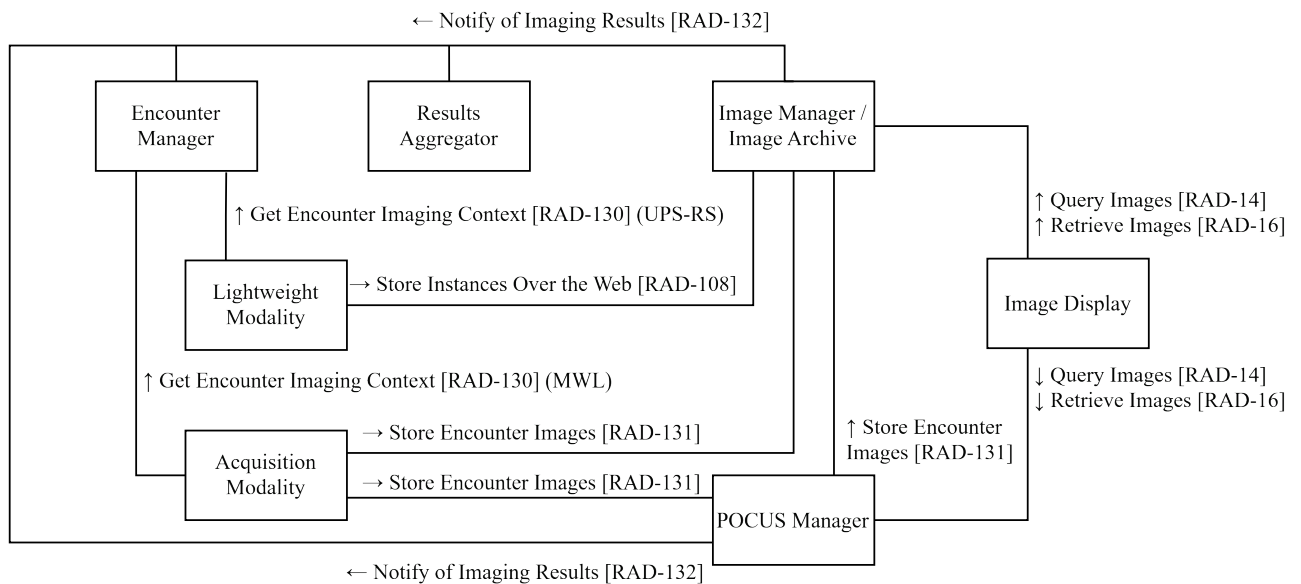 ← Notify of Imaging Results [RAD-132]
Encounter
Manager
Results
Aggregator
Image Manager /
Image Archive
↑ Query Images [RAD-14]
↑ Retrieve Images [RAD-16]
↑ Get Encounter Imaging Context [RAD-130] (UPS-RS)
Lightweight
Modality
→ Store Instances Over the Web [RAD-108]
Image Display
↑ Get Encounter Imaging Context [RAD-130] (MWL)
↓ Query Images [RAD-14]
↓ Retrieve Images [RAD-16]
Acquisition
Modality
→ Store Encounter Images [RAD-131]
→ Store Encounter Images [RAD-131]
↑ Store Encounter
Images [RAD-131]
POCUS Manager
← Notify of Imaging Results [RAD-132]